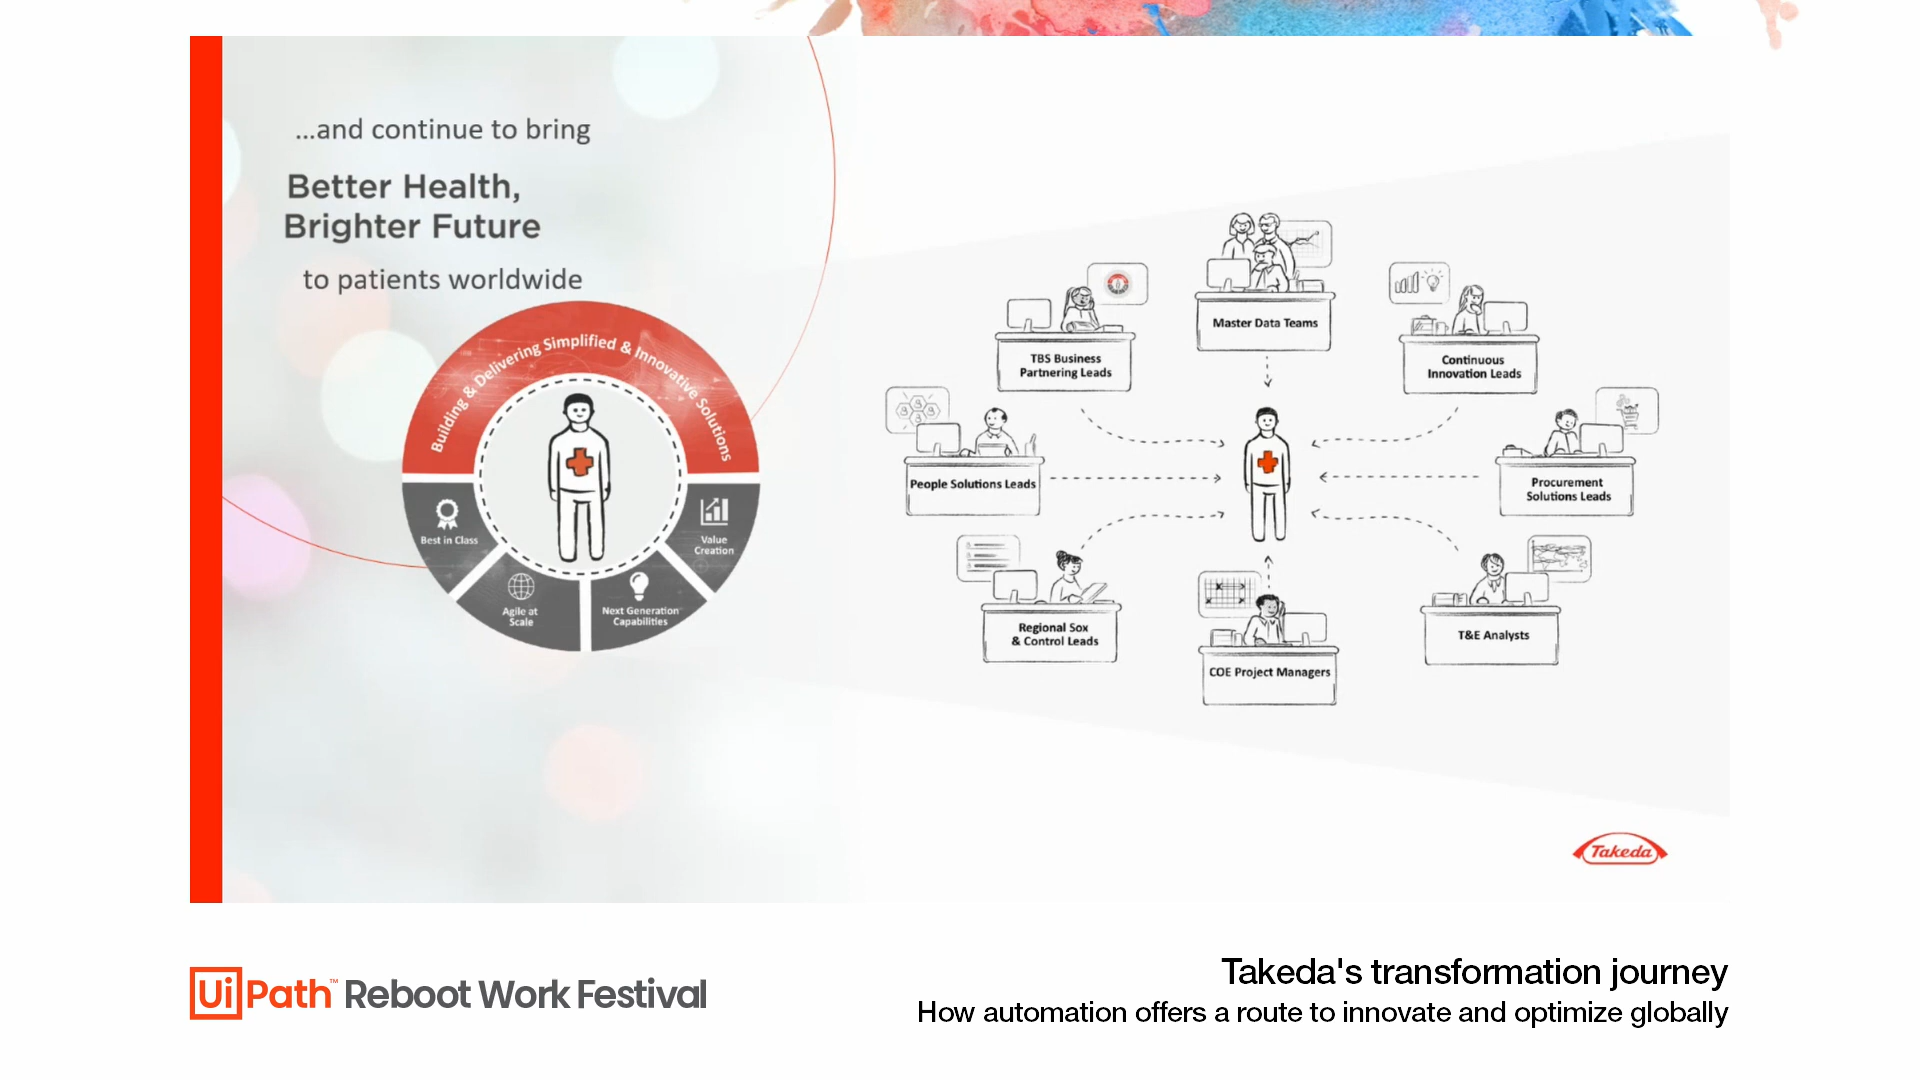 ...and continue to bring
Better Health,
Brighter Future
to patients worldwide
Building & Delivering Simplified & Innovative Solutions
Best in Class
Agile at
Scale
Next Generation
Capabilities
Value
Creation
Master Data Teams
TBS Business
Partnering Leads
Continuous
Innovation Leads
People Solutions Leads
Procurement
Solutions Leads
Regional Sox
& Control Leads
COE Project Managers
T&E Analysts
Takeda
UiPath™ Reboot Work Festival
Takeda's transformation journey
How automation offers a route to innovate and optimize globally